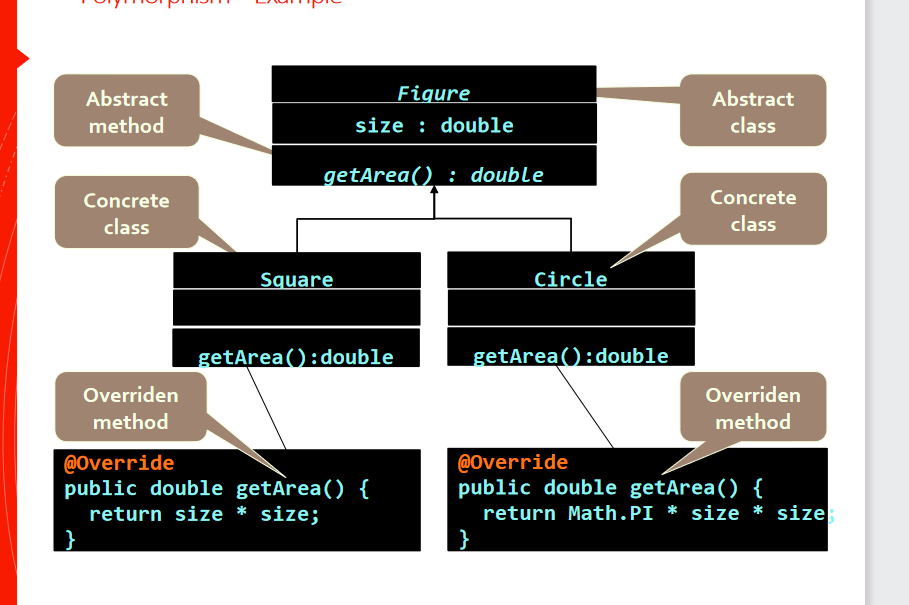 Polymorphism – Example
Abstract
method
Figure
size : double
getArea() : double
Abstract
class
Concrete
class
Concrete
class
Square
getArea():double
Circle
getArea():double
Overriden
method
Overriden
method
@Override
public double getArea() {
return size * size;
}
@Override
public double getArea() {
return Math.PI * size * size;
}